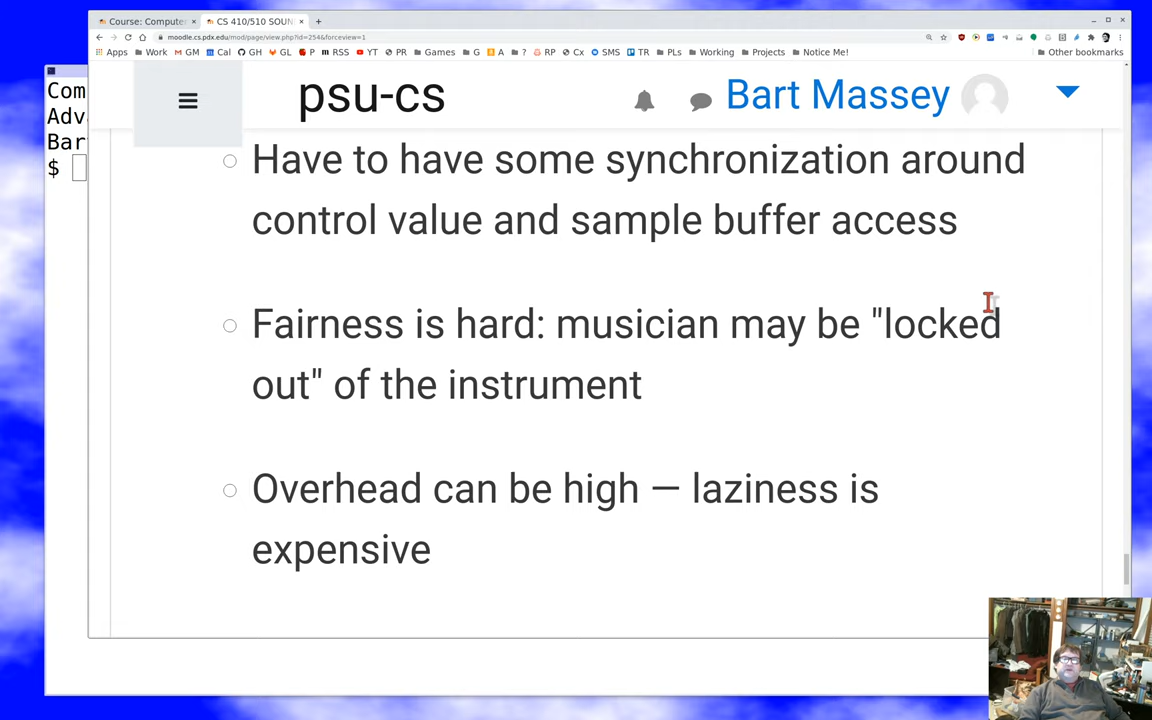 Course: Compute
CS 410/510 SOUN
moodle.cs.pdx.edu/mod/page/view.php?id=254&forceview=1
Apps Work GM Cal GH GL P RSS YT PR Games G A ? RP Cx SMS TR PLs Working Projects Notice Me! Other bookmarks
psu-cs
Bart Massey
Com
Adv
Bar
$
Have to have some synchronization around
control value and sample buffer access
Fairness is hard: musician may be "locked
out" of the instrument
Overhead can be high — laziness is
expensive